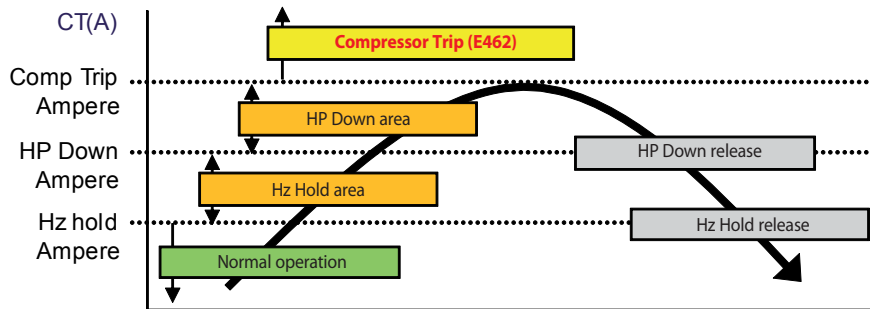 CT(A)
Compressor Trip (E462)
Comp Trip
Ampere
HP Down area
HP Down
Ampere
HP Down release
Hz Hold area
Hz hold
Ampere
Hz Hold release
Normal operation